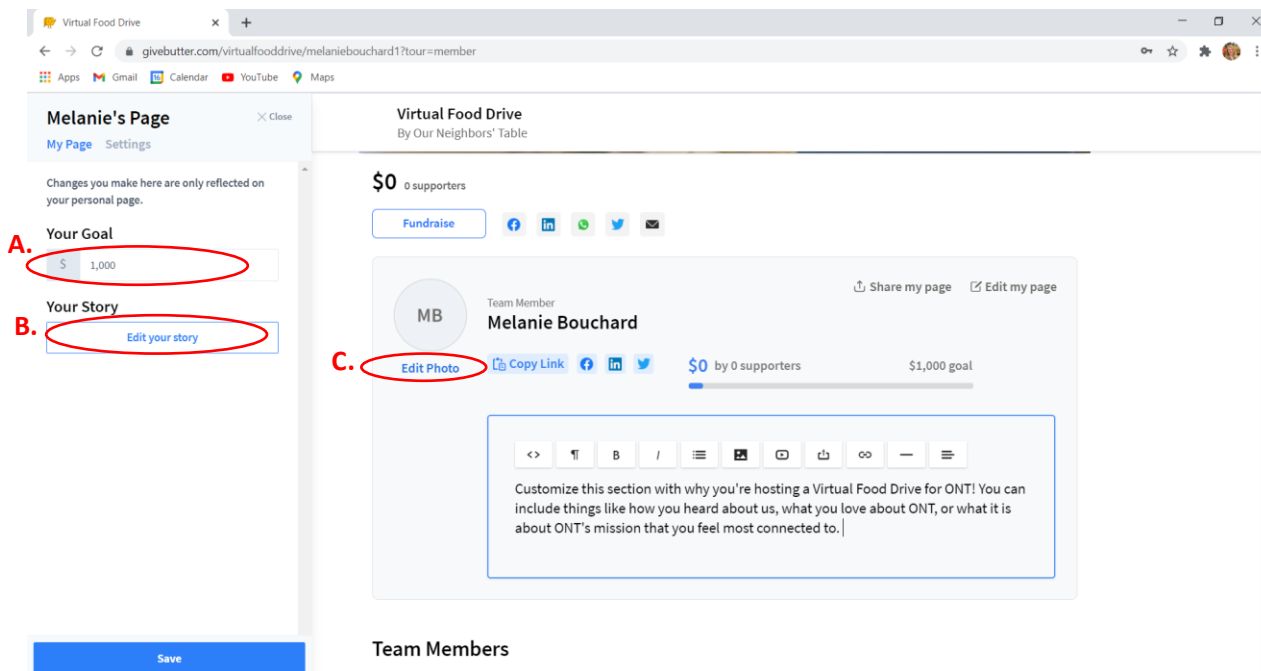 Virtual Food Drive
givebutter.com/virtualfooddrive/melaniebouchard1?tour=member
Apps Gmail Calendar YouTube Maps
Melanie's Page
Close
My Page Settings
Changes you make here are only reflected on
your personal page.
Your Goal
A.
$ 1,000
Your Story
B.
Edit your story
Save
Virtual Food Drive
By Our Neighbors' Table
$0 0 supporters
Fundraise
Share my page Edit my page
MB
Team Member
Melanie Bouchard
C.
Edit Photo
Copy Link
$0 by 0 supporters $1,000 goal
B I
Customize this section with why you're hosting a Virtual Food Drive for ONT! You can
include things like how you heard about us, what you love about ONT, or what it is
about ONT's mission that you feel most connected to.
Team Members